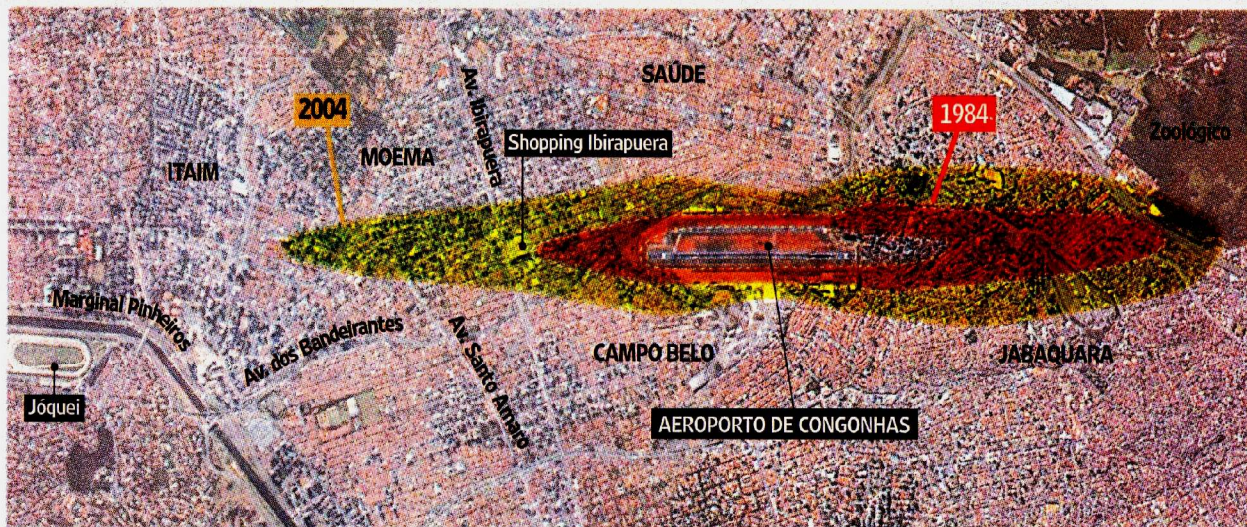 SAÚDE
2004
1984
Av. Ibirapuera
Zoológico
Shopping Ibirapuera
MOEMA
ITAIM
Marginal Pinheiros
Av. dos Bandeirantes
Av. Santo Amaro
CAMPO BELO
JABAQUARA
Jóquei
AEROPORTO DE CONGONHAS